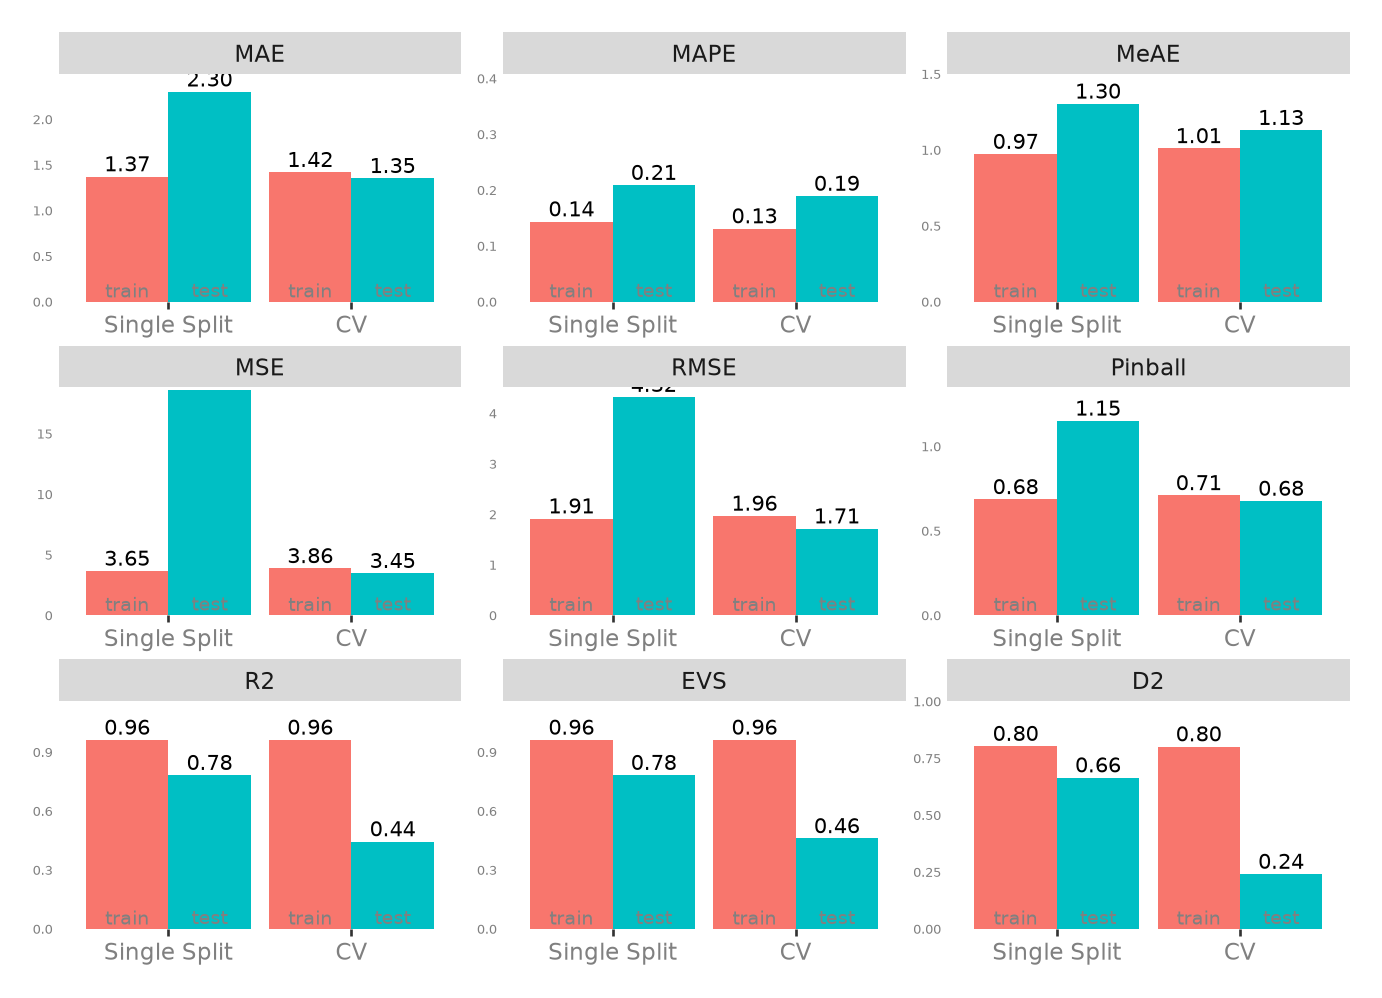 MAE
MAPE
MeAE
2.30
1.37
1.42
1.35
2.0
1.5
1.0
0.5
0.0
train
test
train
test
Single Split
CV
0.4
0.3
0.2
0.1
0.0
0.14
0.21
0.13
0.19
train
test
train
test
Single Split
CV
1.5
1.0
0.5
0.0
0.97
1.30
1.01
1.13
train
test
train
test
Single Split
CV
MSE
RMSE
Pinball
15
10
5
0
3.65
3.86
3.45
train
test
train
test
Single Split
CV
4
3
2
1
0
1.91
4.32
1.96
1.71
train
test
train
test
Single Split
CV
1.0
0.5
0.0
0.68
1.15
0.71
0.68
train
test
train
test
Single Split
CV
R2
EVS
D2
0.9
0.6
0.3
0.0
0.96
0.78
0.96
0.44
train
test
train
test
Single Split
CV
0.9
0.6
0.3
0.0
0.96
0.78
0.96
0.46
train
test
train
test
Single Split
CV
1.00
0.75
0.50
0.25
0.00
0.80
0.66
0.80
0.24
train
test
train
test
Single Split
CV